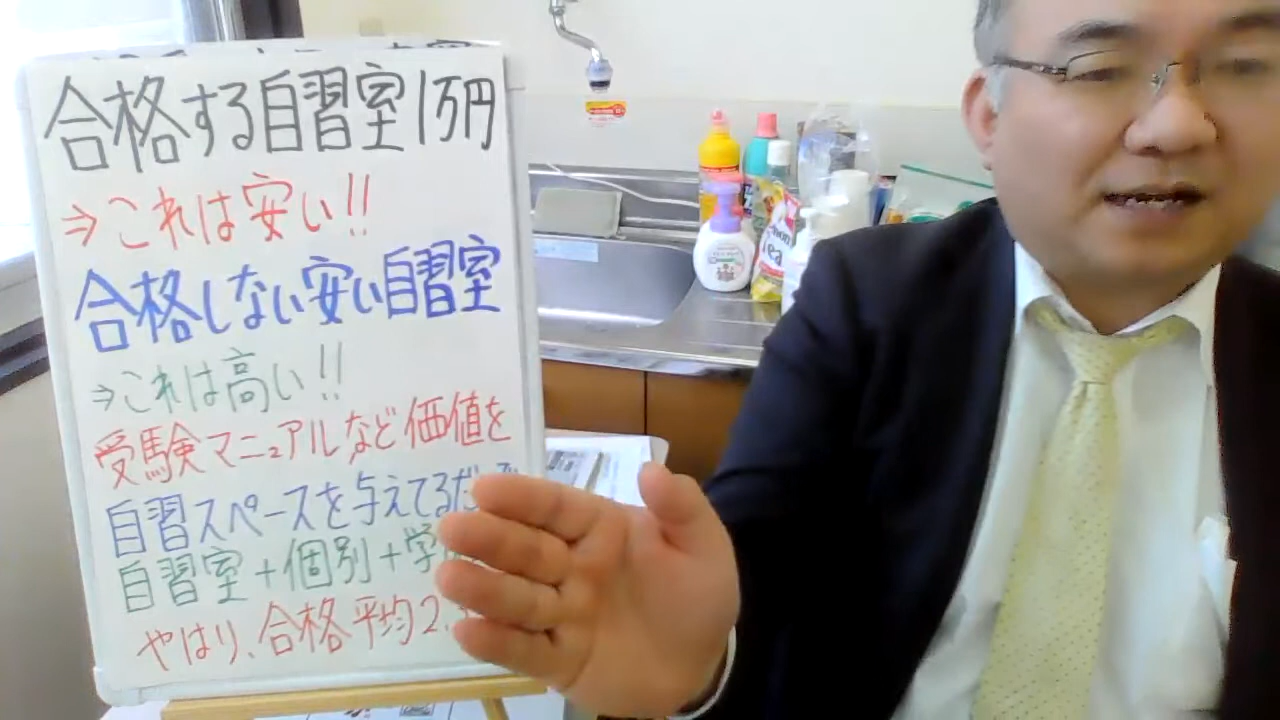 合格する自習室1万円
⇒これは安い!!
合格しない安い自習室
⇒これは高い!!
受験マニュアルなど価値を
自習スペースを与えてるだ
自習室+個別+学
やはり、合格平均2.